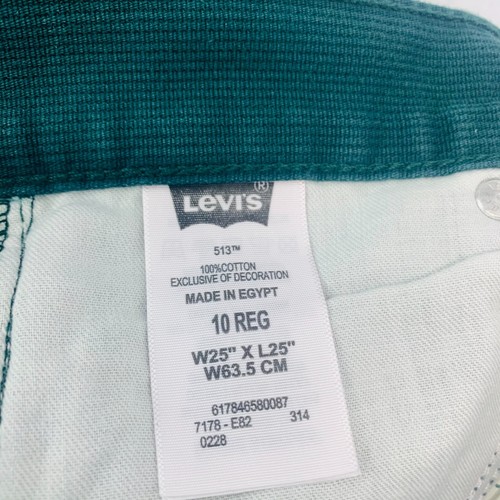 Levi's®
513™
100%COTTON
EXCLUSIVE OF DECORATION
MADE IN EGYPT
10 REG
W25" X L25"
W63.5 CM
617846580087
7178 - E82 314
0228